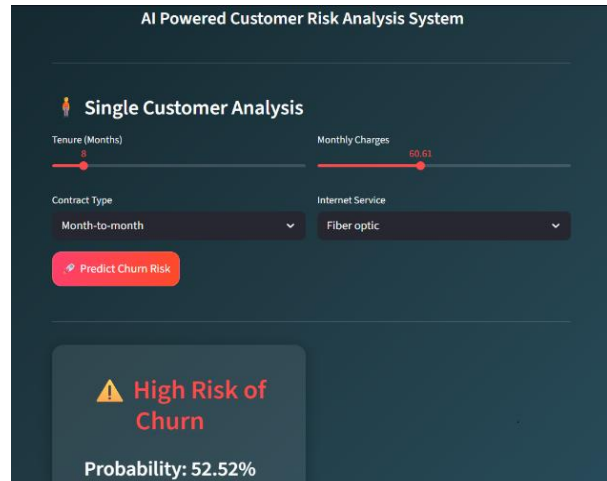 AI Powered Customer Risk Analysis System
Single Customer Analysis
Tenure (Months)
8
Monthly Charges
60.61
Contract Type
Month-to-month
Internet Service
Fiber optic
Predict Churn Risk
High Risk of
Churn
Probability: 52.52%